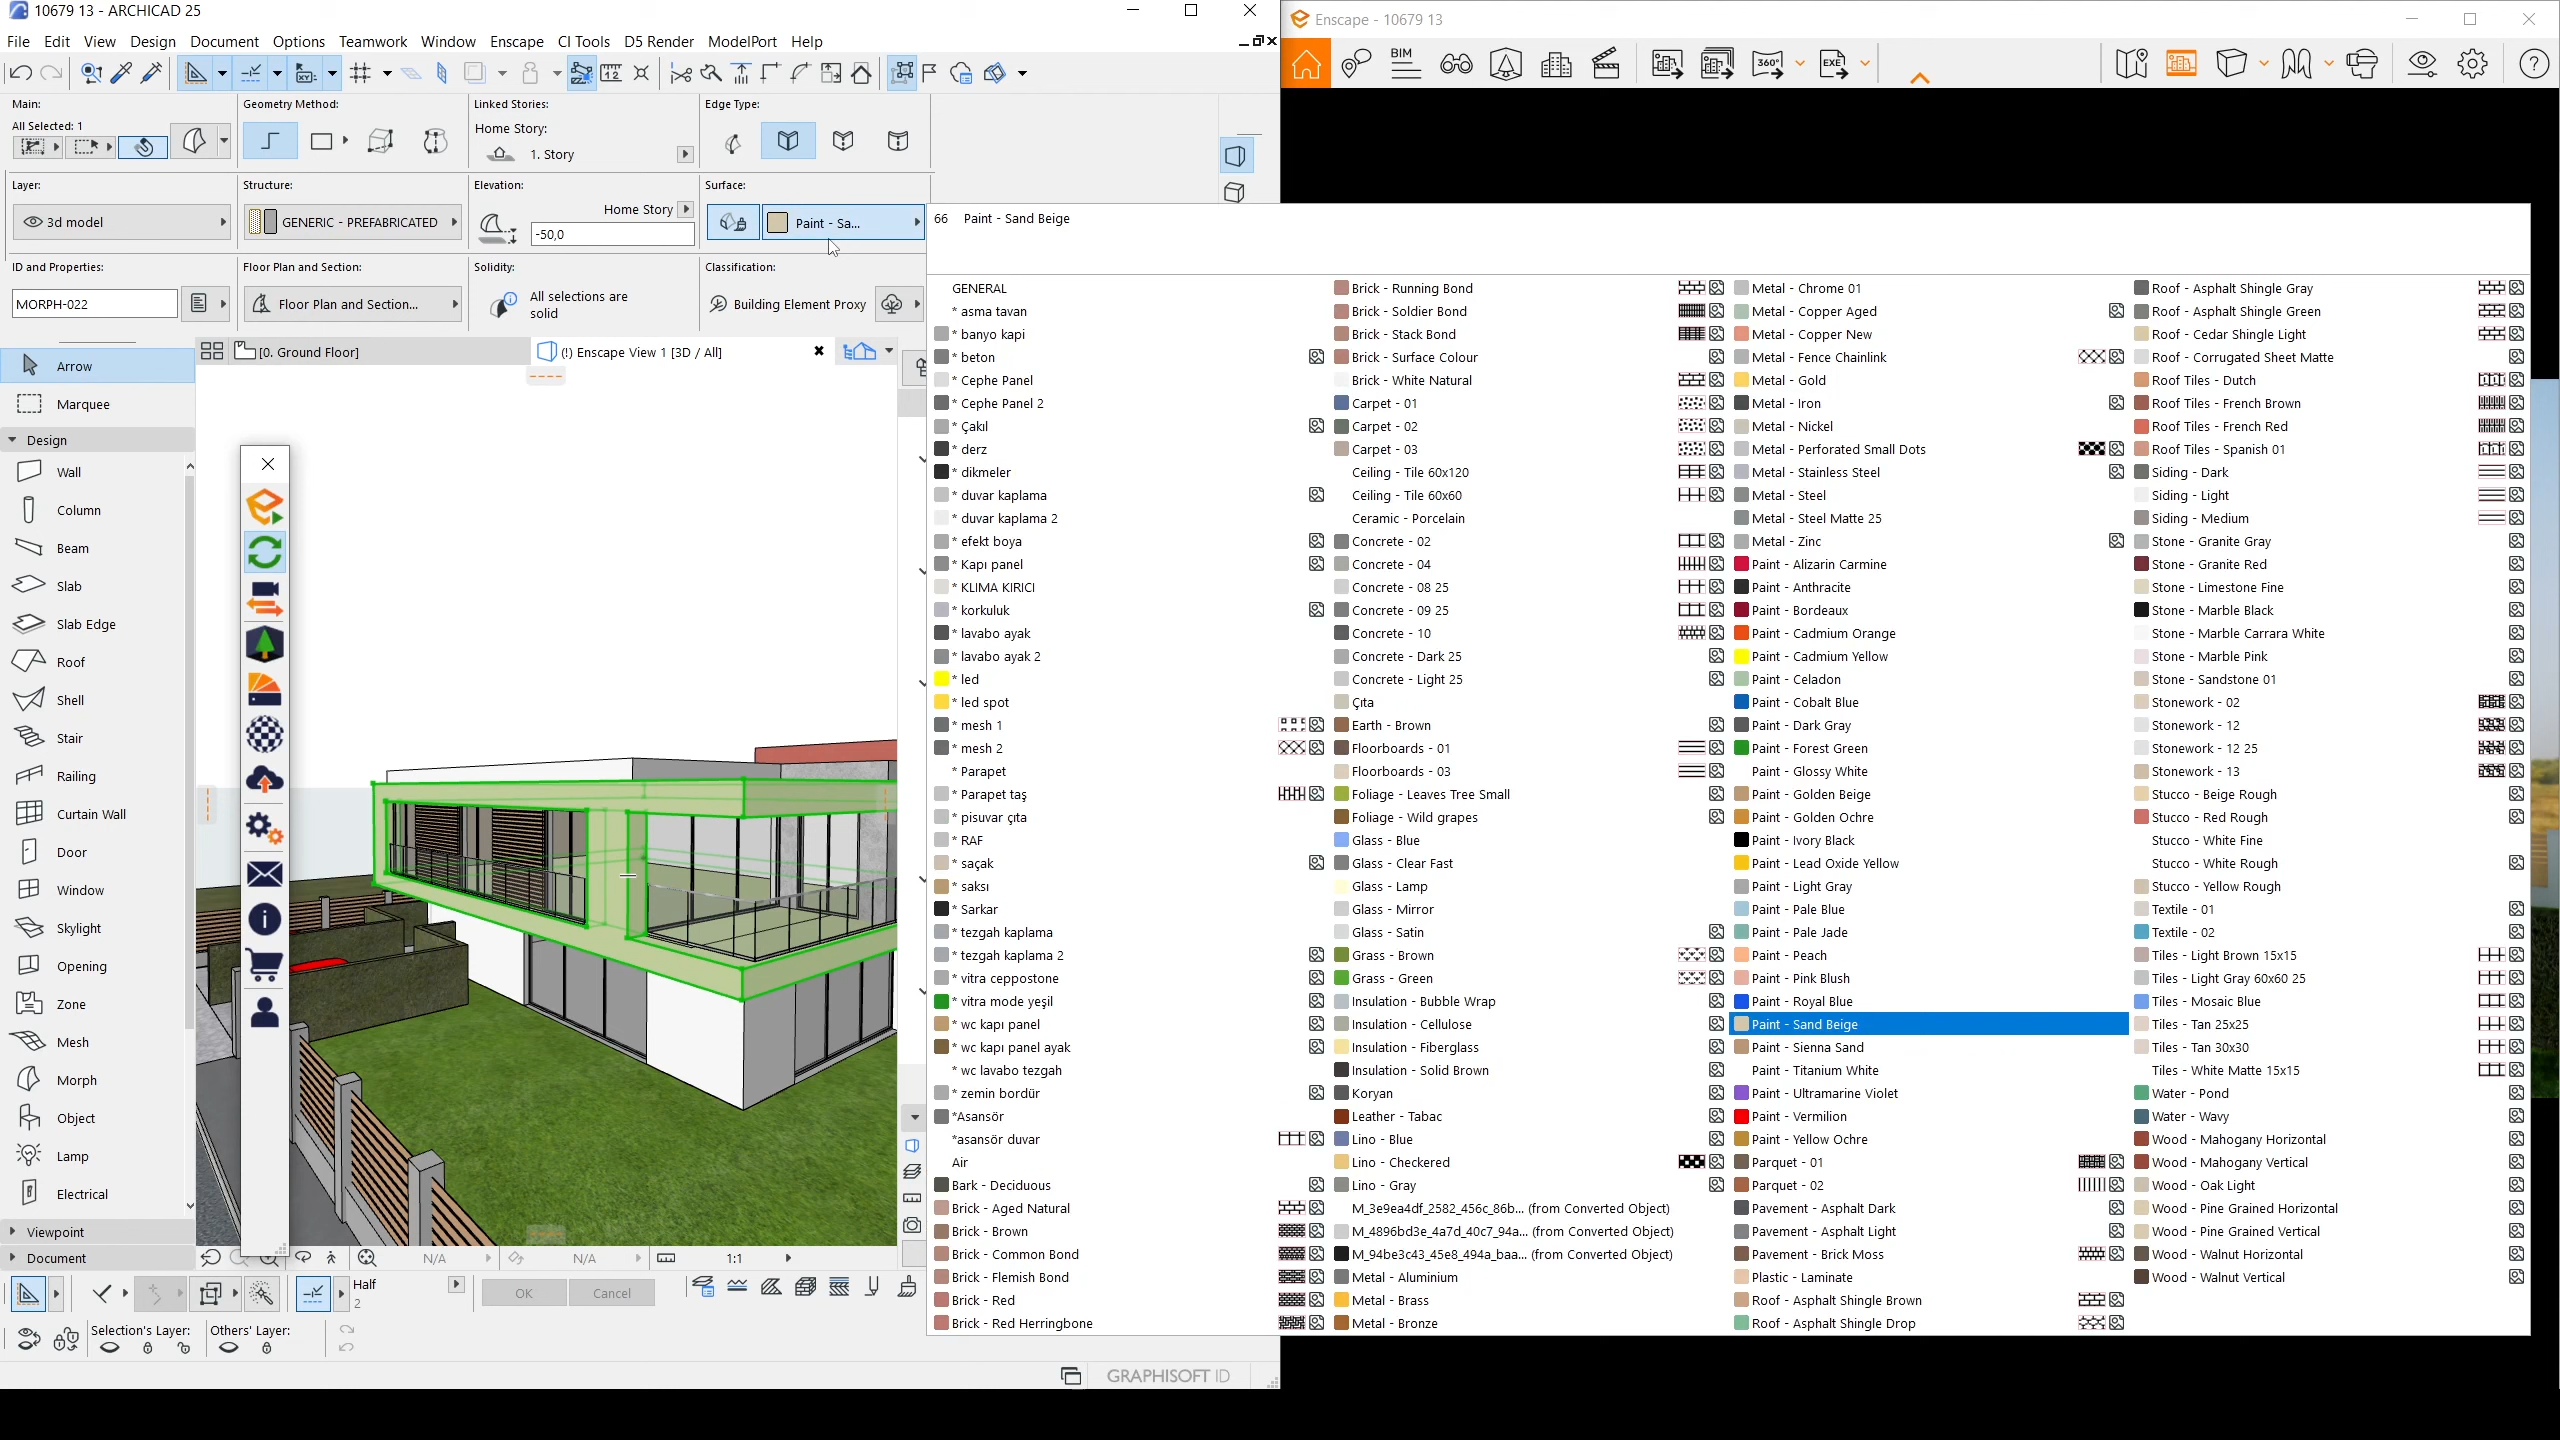 10679 13 - ARCHICAD 25
Enscape - 10679 13
File Edit View Design Document Options Teamwork Window Enscape CI Tools D5 Render ModelPort Help
BIM
360°
EXE
Main:
All Selected: 1
Geometry Method:
Linked Stories:
Home Story:
1. Story
Edge Type:
Layer:
3d model
Structure:
GENERIC - PREFABRICATED
Elevation:
Home Story
-50,0
Surface:
Paint - Sa...
ID and Properties:
MORPH-022
Floor Plan and Section:
Floor Plan and Section...
Solidity:
All selections are
solid
Classification:
Building Element Proxy
[0. Ground Floor]
(!) Enscape View 1 [3D / All]
Arrow
Marquee
Design
Wall
Column
Beam
Slab
Slab Edge
Roof
Shell
Stair
Railing
Curtain Wall
Door
Window
Skylight
Opening
Zone
Mesh
Morph
Object
Lamp
Electrical
Viewpoint
Document
66 Paint - Sand Beige
GENERAL
* asma tavan
* banyo kapi
* beton
* Cephe Panel
* Cephe Panel 2
* Çakıl
* derz
* dikmeler
* duvar kaplama
* duvar kaplama 2
* efekt boya
* Kapı panel
* KLIMA KIRICI
* korkuluk
* lavabo ayak
* lavabo ayak 2
* led
* led spot
* mesh 1
* mesh 2
* Parapet
* Parapet taş
* pisuvar çıta
* RAF
* saçak
* saksı
* Sarkar
* tezgah kaplama
* tezgah kaplama 2
* vitra ceppostone
* vitra mode yeşil
* wc kapı panel
* wc kapı panel ayak
* wc lavabo tezgah
* zemin bordür
*Asansör
*asansör duvar
Air
Bark - Deciduous
Brick - Aged Natural
Brick - Brown
Brick - Common Bond
Brick - Flemish Bond
Brick - Red
Brick - Red Herringbone
Brick - Running Bond
Brick - Soldier Bond
Brick - Stack Bond
Brick - Surface Colour
Brick - White Natural
Carpet - 01
Carpet - 02
Carpet - 03
Ceiling - Tile 60x120
Ceiling - Tile 60x60
Ceramic - Porcelain
Concrete - 02
Concrete - 04
Concrete - 08 25
Concrete - 09 25
Concrete - 10
Concrete - Dark 25
Concrete - Light 25
Çıta
Earth - Brown
Floorboards - 01
Floorboards - 03
Foliage - Leaves Tree Small
Foliage - Wild grapes
Glass - Blue
Glass - Clear Fast
Glass - Lamp
Glass - Mirror
Glass - Satin
Grass - Brown
Grass - Green
Insulation - Bubble Wrap
Insulation - Cellulose
Insulation - Fiberglass
Insulation - Solid Brown
Koryan
Leather - Tabac
Lino - Blue
Lino - Checkered
Lino - Gray
M_3e9ea4df_2582_456c_86b... (from Converted Object)
M_4896bd3e_4a7d_40c7_94a... (from Converted Object)
M_94be3c43_45e8_494a_baa... (from Converted Object)
Metal - Aluminium
Metal - Brass
Metal - Bronze
Metal - Chrome 01
Metal - Copper Aged
Metal - Copper New
Metal - Fence Chainlink
Metal - Gold
Metal - Iron
Metal - Nickel
Metal - Perforated Small Dots
Metal - Stainless Steel
Metal - Steel
Metal - Steel Matte 25
Metal - Zinc
Paint - Alizarin Carmine
Paint - Anthracite
Paint - Bordeaux
Paint - Cadmium Orange
Paint - Cadmium Yellow
Paint - Celadon
Paint - Cobalt Blue
Paint - Dark Gray
Paint - Forest Green
Paint - Glossy White
Paint - Golden Beige
Paint - Golden Ochre
Paint - Ivory Black
Paint - Lead Oxide Yellow
Paint - Light Gray
Paint - Pale Blue
Paint - Pale Jade
Paint - Peach
Paint - Pink Blush
Paint - Royal Blue
Paint - Sand Beige
Paint - Sienna Sand
Paint - Titanium White
Paint - Ultramarine Violet
Paint - Vermilion
Paint - Yellow Ochre
Parquet - 01
Parquet - 02
Pavement - Asphalt Dark
Pavement - Asphalt Light
Pavement - Brick Moss
Plastic - Laminate
Roof - Asphalt Shingle Brown
Roof - Asphalt Shingle Drop
Roof - Asphalt Shingle Gray
Roof - Asphalt Shingle Green
Roof - Cedar Shingle Light
Roof - Corrugated Sheet Matte
Roof Tiles - Dutch
Roof Tiles - French Brown
Roof Tiles - French Red
Roof Tiles - Spanish 01
Siding - Dark
Siding - Light
Siding - Medium
Stone - Granite Gray
Stone - Granite Red
Stone - Limestone Fine
Stone - Marble Black
Stone - Marble Carrara White
Stone - Marble Pink
Stone - Sandstone 01
Stonework - 02
Stonework - 12
Stonework - 12 25
Stonework - 13
Stucco - Beige Rough
Stucco - Red Rough
Stucco - White Fine
Stucco - White Rough
Stucco - Yellow Rough
Textile - 01
Textile - 02
Tiles - Light Brown 15x15
Tiles - Light Gray 60x60 25
Tiles - Mosaic Blue
Tiles - Tan 25x25
Tiles - Tan 30x30
Tiles - White Matte 15x15
Water - Pond
Water - Wavy
Wood - Mahogany Horizontal
Wood - Mahogany Vertical
Wood - Oak Light
Wood - Pine Grained Horizontal
Wood - Pine Grained Vertical
Wood - Walnut Horizontal
Wood - Walnut Vertical
N/A N/A 1:1
Half
2
OK Cancel
Selection's Layer: Others' Layer:
GRAPHISOFT ID